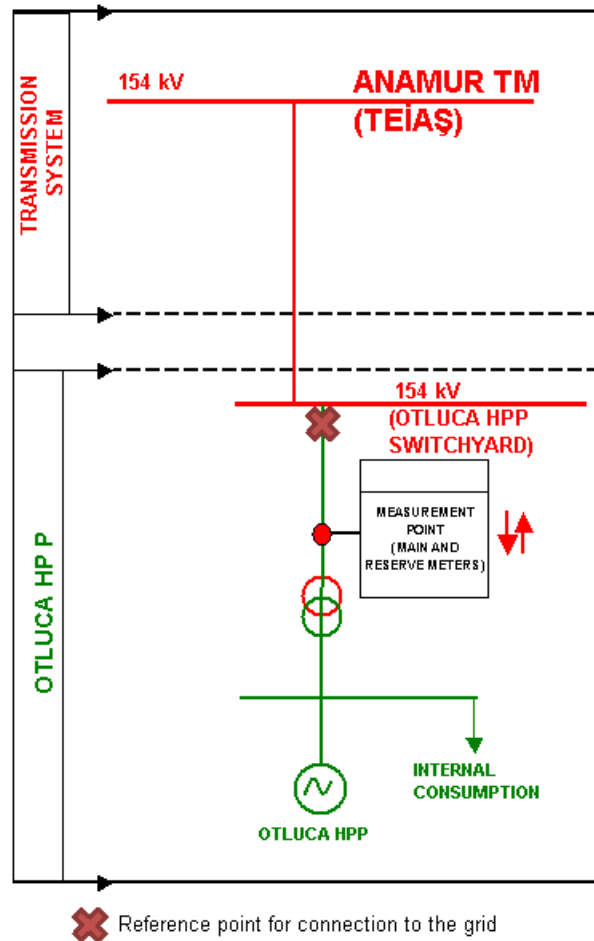 TRANSMISSION
SYSTEM
154 kV
ANAMUR TM
(TEİAŞ)
OTLUCA HP P
154 kV
(OTLUCA HPP
SWITCHYARD)
MEASUREMENT
POINT
(MAIN AND
RESERVE METERS)
INTERNAL
CONSUMPTION
OTLUCA HPP
Reference point for connection to the grid